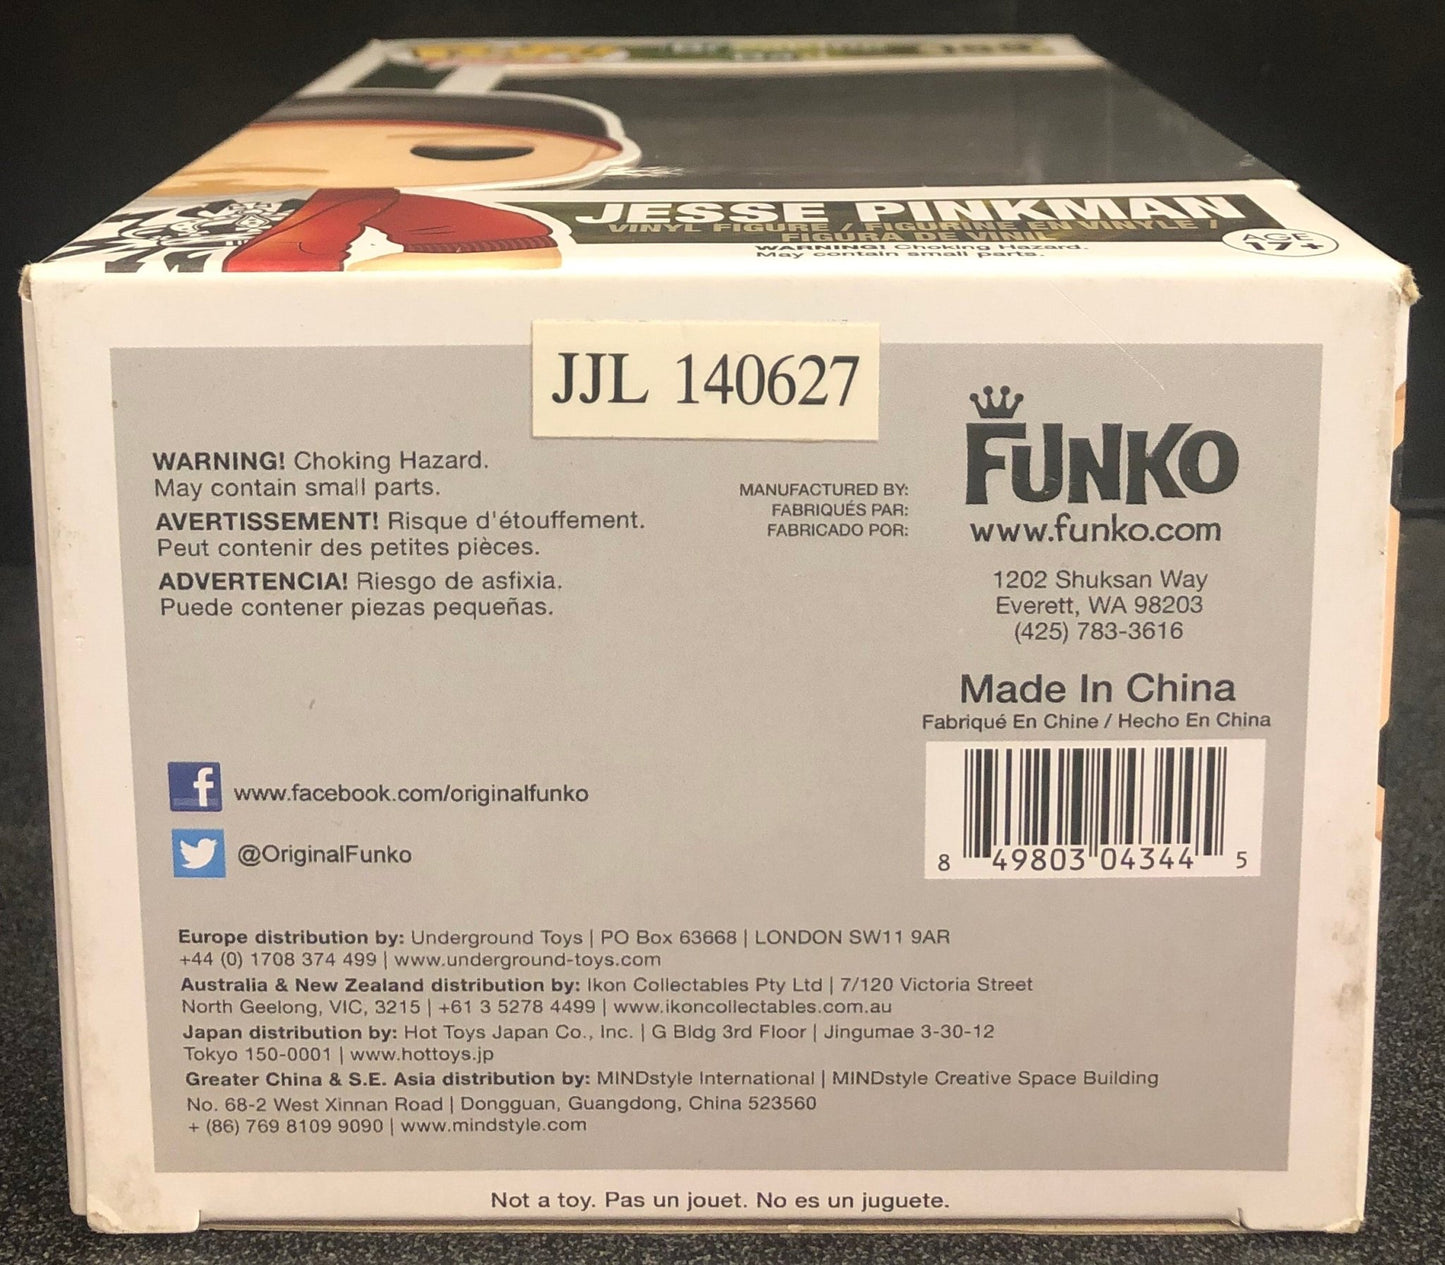 JESSE PINKMAN
VINYL FIGURE / FIGURINE EN VINYLE /
FIGURA DE VINIL
WARNING! Choking Hazard.
May contain small parts.
AGE
17+
JJL 140627
WARNING! Choking Hazard.
May contain small parts.
AVERTISSEMENT! Risque d'étouffement.
Peut contenir des petites pièces.
ADVERTENCIA! Riesgo de asfixia.
Puede contener piezas pequeñas.
MANUFACTURED BY:
FABRIQUÉS PAR:
FABRICADO POR:
FUNKO
www.funko.com
1202 Shuksan Way
Everett, WA 98203
(425) 783-3616
Made In China
Fabriqué En Chine / Hecho En China
8 49803 04344 5
f www.facebook.com/originalfunko
@OriginalFunko
Europe distribution by: Underground Toys | PO Box 63668 | LONDON SW11 9AR
+44 (0) 1708 374 499 | www.underground-toys.com
Australia & New Zealand distribution by: Ikon Collectables Pty Ltd | 7/120 Victoria Street
North Geelong, VIC, 3215 | +61 3 5278 4499 | www.ikoncollectables.com.au
Japan distribution by: Hot Toys Japan Co., Inc. | G Bldg 3rd Floor | Jingumae 3-30-12
Tokyo 150-0001 | www.hottoys.jp
Greater China & S.E. Asia distribution by: MINDstyle International | MINDstyle Creative Space Building
No. 68-2 West Xinnan Road | Dongguan, Guangdong, China 523560
+ (86) 769 8109 9090 | www.mindstyle.com
Not a toy. Pas un jouet. No es un juguete.